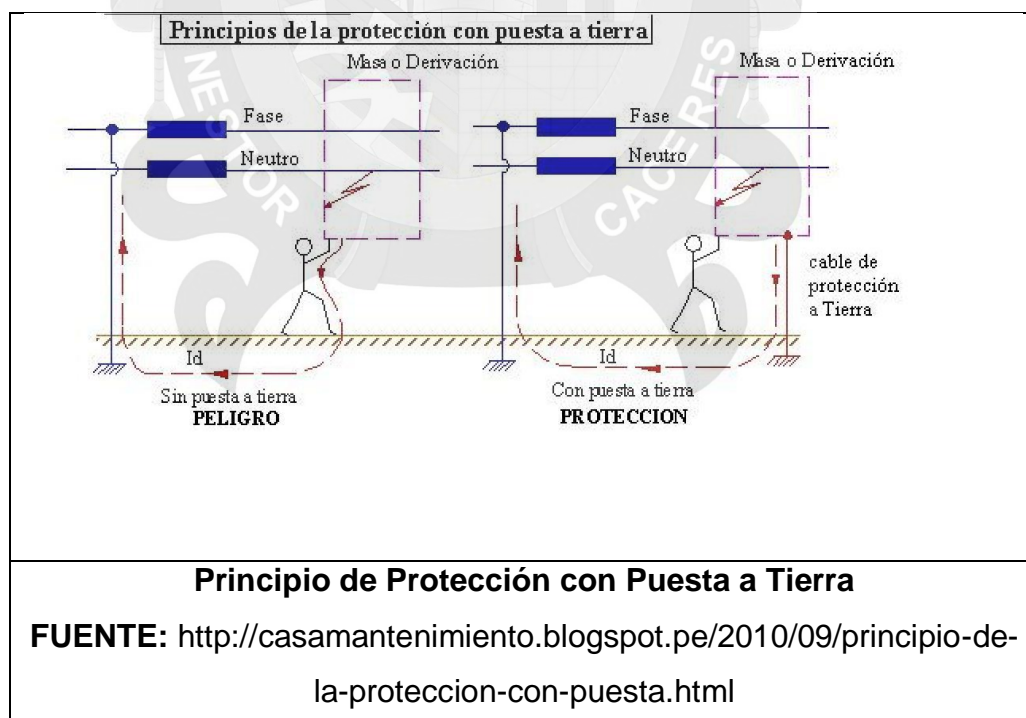 Principios de la protección con puesta a tierra
Masa o Derivación
Fase
Neutro
Id
Sin puesta a tierra
PELIGRO
Masa o Derivación
Fase
Neutro
cable de
protección
a Tierra
Id
Con puesta a tierra
PROTECCION
NESTOR
CACERES
Principio de Protección con Puesta a Tierra
FUENTE: http://casamantenimiento.blogspot.pe/2010/09/principio-de-
la-proteccion-con-puesta.html